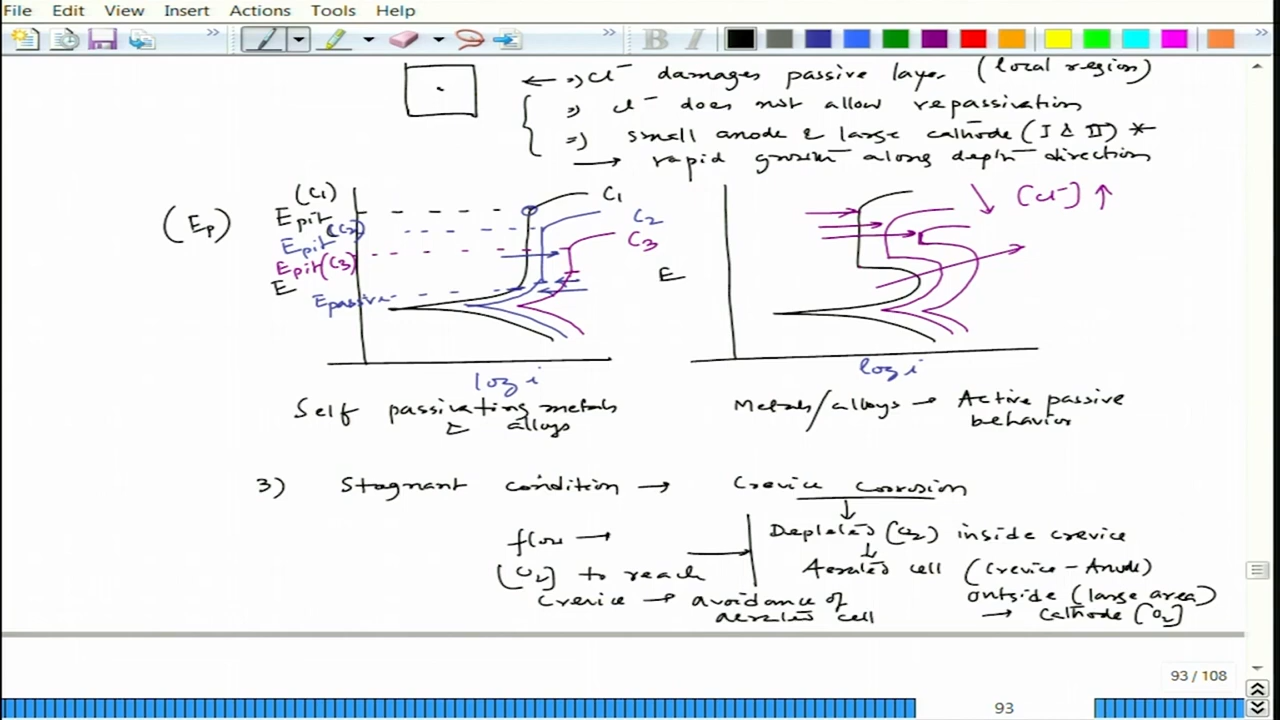 File Edit View Insert Actions Tools Help
← ⇒ Cl⁻ damages passive layer (local region)
⇒ Cl⁻ does not allow repassivation
⇒) small anode & large cathode (I & II) *
→ rapid growth along depth direction
(Ep)
(C1)
Epit
Epit (C2)
Epit (C3)
E
Epassive
C1
C2
C3
log i
Self passivating metals
& alloys
E
[Cl⁻] ↑
log i
Metals/alloys → Active passive
behavior
3) Stagnant condition → Crevice corrosion
Depleted (O2) inside crevice
flow →
[O2] to reach
crevice → avoidance of
aerated cell
Aerated cell (Crevice - Anode)
outside (large area)
→ Cathode [O2]
93 / 108
93